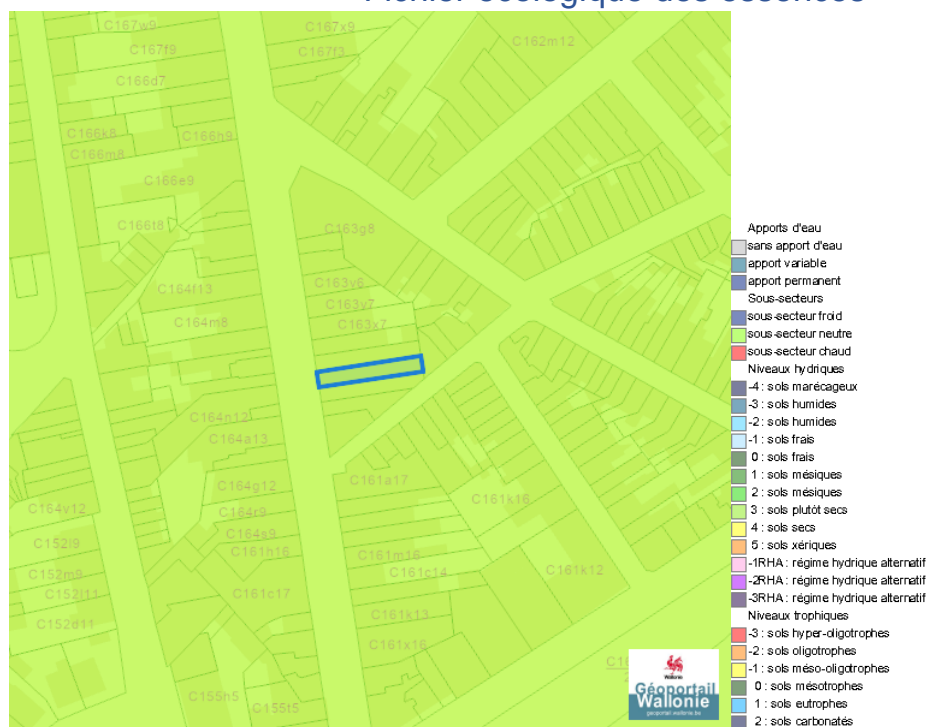 Fichier écologique des essences
C167w9
C167x9
C162m12
C167f9
C167f3
C166d7
C166k8
C166h9
C166m8
C166e9
C166f8
C163g8
C163y6
C164f13
C163y7
C164m8
C163x7
C164n12
C164a13
C161a17
C164g12
C161k16
C164v12
C164r9
C164s9
C152l9
C161h16
C161m16
C152m9
C161c14
C161k12
C152l11
C161c17
C152d11
C161k13
C161x16
C155h5
C155t5
Apports d'eau
sans apport d'eau
apport variable
apport permanent
Sous-secteurs
sous-secteur froid
sous-secteur neutre
sous-secteur chaud
Niveaux hydriques
-4 : sols marécageux
-3 : sols humides
-2 : sols humides
-1 : sols frais
0 : sols frais
1 : sols mésiques
2 : sols mésiques
3 : sols plutôt secs
4 : sols secs
5 : sols xériques
-1RHA : régime hydrique alternatif
-2RHA : régime hydrique alternatif
-3RHA : régime hydrique alternatif
Niveaux trophiques
-3 : sols hyper-oligotrophes
-2 : sols oligotrophes
-1 : sols méso-oligotrophes
0 : sols mésotrophes
1 : sols eutrophes
2 : sols carbonatés
Wallonie
Géoportail
Wallonie
geoportail.wallonie.be